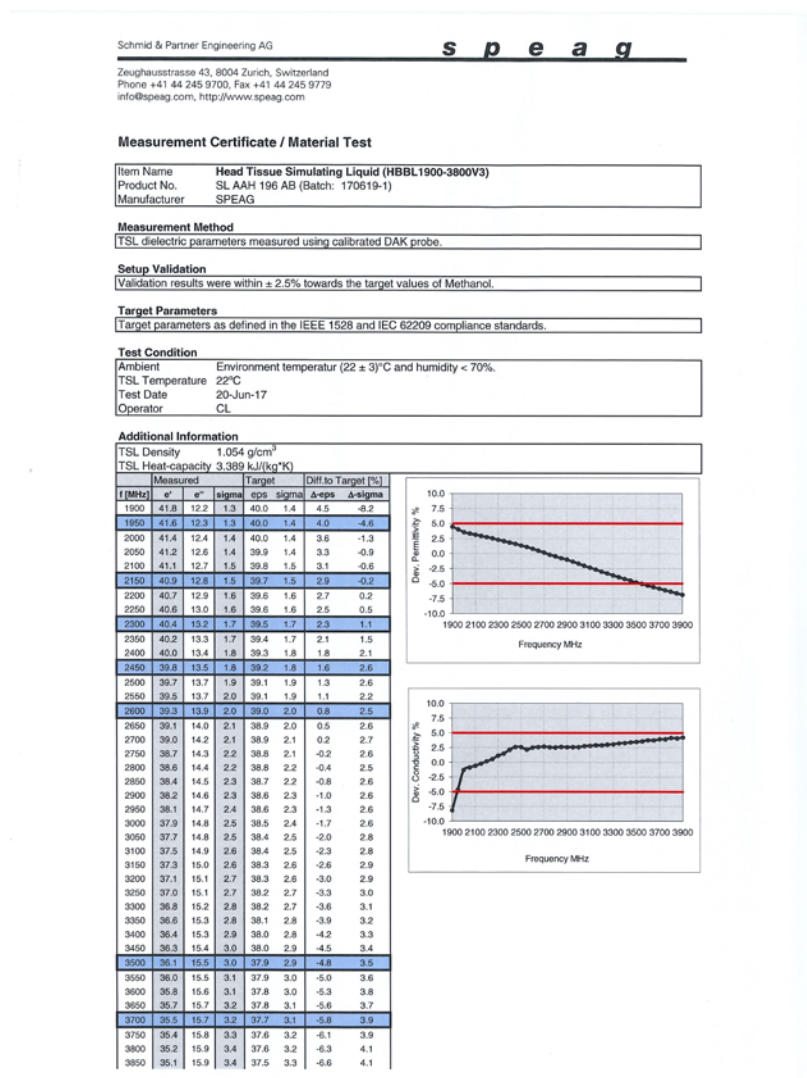 Schmid & Partner Engineering AG
s p e a g
Zeughausstrasse 43, 8004 Zurich, Switzerland
Phone +41 44 245 9700, Fax +41 44 245 9779
info@speag.com, http://www.speag.com
Measurement Certificate / Material Test
Item Name Head Tissue Simulating Liquid (HBBL1900-3800V3)
Product No. SL AAH 196 AB (Batch: 170619-1)
Manufacturer SPEAG
Measurement Method
TSL dielectric parameters measured using calibrated DAK probe.
Setup Validation
Validation results were within ± 2.5% towards the target values of Methanol.
Target Parameters
Target parameters as defined in the IEEE 1528 and IEC 62209 compliance standards.
Test Condition
Ambient Environment temperatur (22 ± 3)°C and humidity < 70%.
TSL Temperature 22°C
Test Date 20-Jun-17
Operator CL
Additional Information
TSL Density 1.054 g/cm³
TSL Heat-capacity 3.389 kJ/(kg*K)
Measured Target Diff.to Target [%]
f [MHz] e' e" sigma eps sigma Δ-eps Δ-sigma
1900 41.8 12.2 1.3 40.0 1.4 4.5 -8.2
1950 41.6 12.3 1.3 40.0 1.4 4.0 -4.6
2000 41.4 12.4 1.4 40.0 1.4 3.6 -1.3
2050 41.2 12.6 1.4 39.9 1.4 3.3 -0.9
2100 41.1 12.7 1.5 39.8 1.5 3.1 -0.6
2150 40.9 12.8 1.5 39.7 1.5 2.9 -0.2
2200 40.7 12.9 1.6 39.6 1.6 2.7 0.2
2250 40.6 13.0 1.6 39.6 1.6 2.5 0.5
2300 40.4 13.2 1.7 39.5 1.7 2.3 1.1
2350 40.2 13.3 1.7 39.4 1.7 2.1 1.5
2400 40.0 13.4 1.8 39.3 1.8 1.8 2.1
2450 39.8 13.5 1.8 39.2 1.8 1.6 2.6
2500 39.7 13.7 1.9 39.1 1.9 1.3 2.6
2550 39.5 13.7 2.0 39.1 1.9 1.1 2.2
2600 39.3 13.9 2.0 39.0 2.0 0.8 2.5
2650 39.1 14.0 2.1 38.9 2.0 0.5 2.6
2700 39.0 14.2 2.1 38.9 2.1 0.2 2.7
2750 38.7 14.3 2.2 38.8 2.1 -0.2 2.6
2800 38.6 14.4 2.2 38.8 2.2 -0.4 2.5
2850 38.4 14.5 2.3 38.7 2.2 -0.8 2.6
2900 38.2 14.6 2.3 38.6 2.3 -1.0 2.6
2950 38.1 14.7 2.4 38.6 2.3 -1.3 2.6
3000 37.9 14.8 2.5 38.5 2.4 -1.7 2.6
3050 37.7 14.8 2.5 38.4 2.5 -2.0 2.8
3100 37.5 14.9 2.6 38.4 2.5 -2.3 2.8
3150 37.3 15.0 2.6 38.3 2.6 -2.6 2.9
3200 37.1 15.1 2.7 38.3 2.6 -3.0 2.9
3250 37.0 15.1 2.7 38.2 2.7 -3.3 3.0
3300 36.8 15.2 2.8 38.2 2.7 -3.6 3.1
3350 36.6 15.3 2.8 38.1 2.8 -3.9 3.2
3400 36.4 15.3 2.9 38.0 2.8 -4.2 3.3
3450 36.3 15.4 3.0 38.0 2.9 -4.5 3.4
3500 36.1 15.5 3.0 37.9 2.9 -4.8 3.5
3550 36.0 15.5 3.1 37.9 3.0 -5.0 3.6
3600 35.8 15.6 3.1 37.8 3.0 -5.3 3.8
3650 35.7 15.7 3.2 37.8 3.1 -5.6 3.7
3700 35.5 15.7 3.2 37.7 3.1 -5.8 3.9
3750 35.4 15.8 3.3 37.6 3.2 -6.1 3.9
3800 35.2 15.9 3.4 37.6 3.2 -6.3 4.1
3850 35.1 15.9 3.4 37.5 3.3 -6.6 4.1
Dev. Permittivity %
10.0
7.5
5.0
2.5
0.0
-2.5
-5.0
-7.5
-10.0
1900 2100 2300 2500 2700 2900 3100 3300 3500 3700 3900
Frequency MHz
Dev. Conductivity %
10.0
7.5
5.0
2.5
0.0
-2.5
-5.0
-7.5
-10.0
1900 2100 2300 2500 2700 2900 3100 3300 3500 3700 3900
Frequency MHz